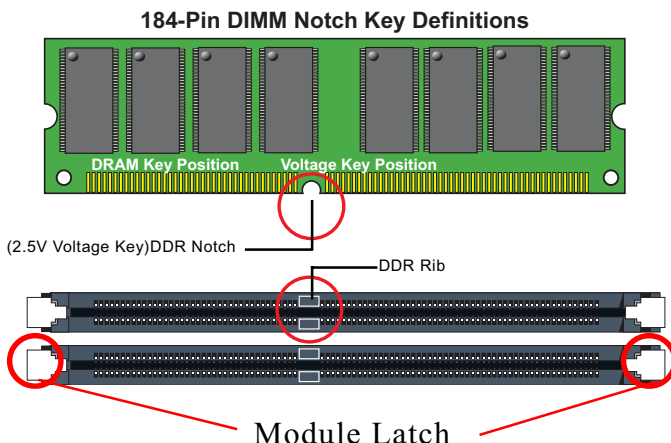 184-Pin DIMM Notch Key Definitions
DRAM Key Position
Voltage Key Position
(2.5V Voltage Key)DDR Notch
DDR Rib
Module Latch